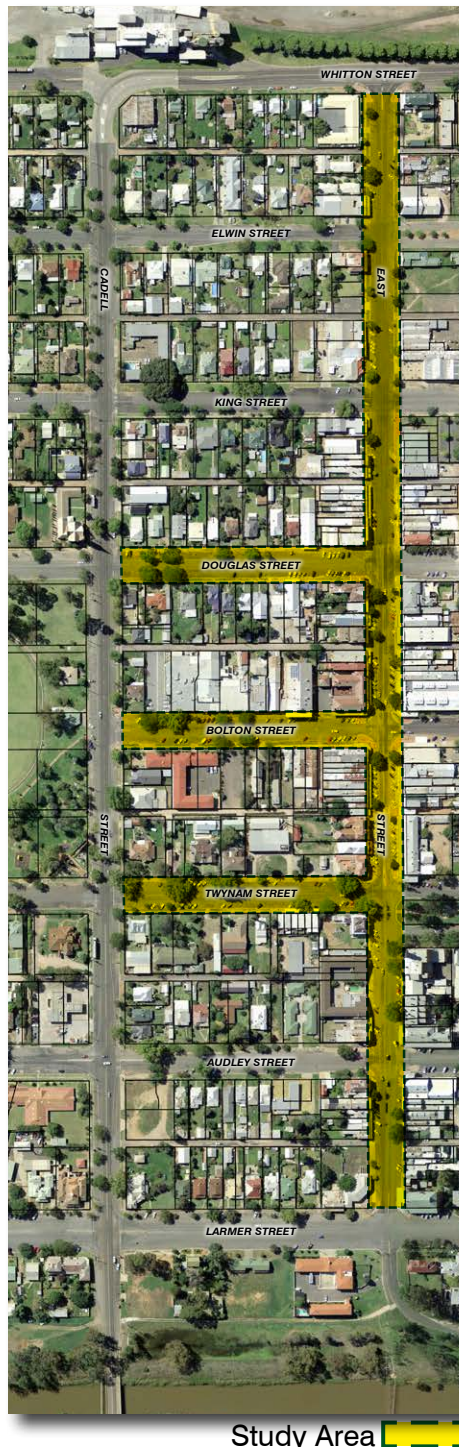 WHITTON STREET
ELWIN STREET
CADELL
EAST
KING STREET
DOUGLAS STREET
BOLTON STREET
STREET
STREET
TWYNAM STREET
AUDLEY STREET
LARMER STREET
Study Area